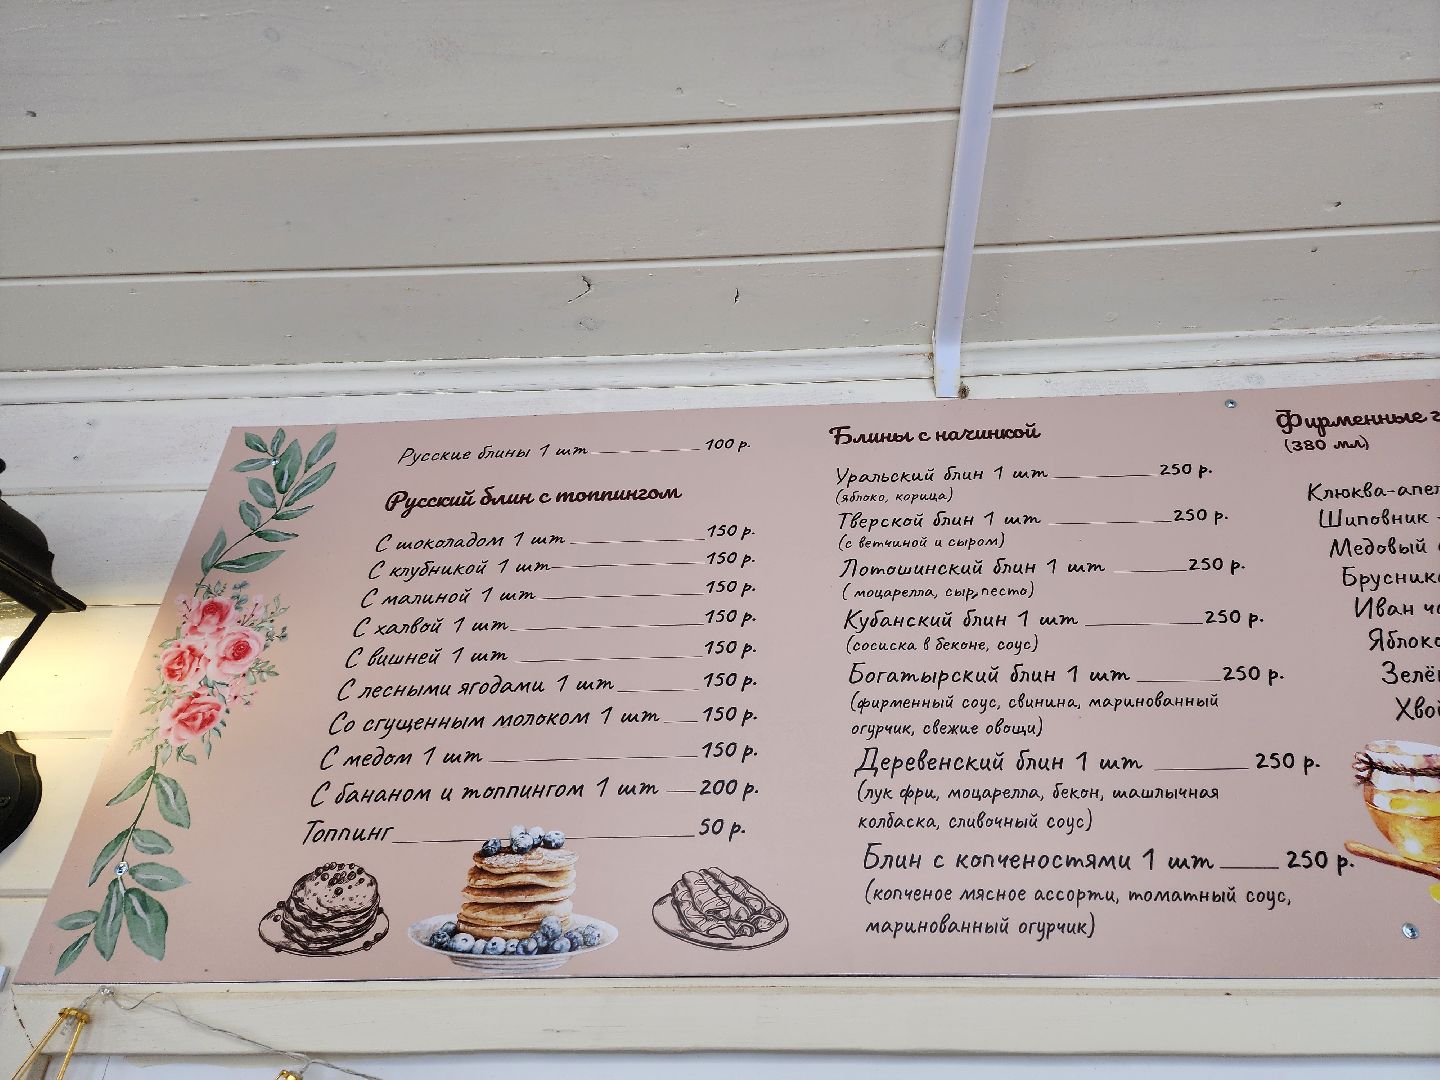 Русские блины 1 шт 100 р.
Русский блин с топпингом
С шоколадом 1 шт 150 р.
С клубникой 1 шт 150 р.
С малиной 1 шт 150 р.
С халвой 1 шт 150 р.
С вишней 1 шт 150 р.
С лесными ягодами 1 шт 150 р.
Со сгущенным молоком 1 шт 150 р.
С медом 1 шт 150 р.
С бананом и топпингом 1 шт 200 р.
Топпинг 50 р.
Блины с начинкой
Уральский блин 1 шт 250 р.
(яблоко, корица)
Тверской блин 1 шт 250 р.
(с ветчиной и сыром)
Лотошинский блин 1 шт 250 р.
( моцарелла, сыр,песто)
Кубанский блин 1 шт 250 р.
(сосиска в беконе, соус)
Богатырский блин 1 шт 250 р.
(фирменный соус, свинина, маринованный
огурчик, свежие овощи)
Деревенский блин 1 шт 250 р.
(лук фри, моцарелла, бекон, шашлычная
колбаска, сливочный соус)
Блин с копченостями 1 шт 250 р.
(копченое мясное ассорти, томатный соус,
маринованный огурчик)
Фирменные
(380 мл)
Клюква-апел
Шиповник -
Медовый
Брусника
Иван ча
Яблоко
Зелён
Хвой